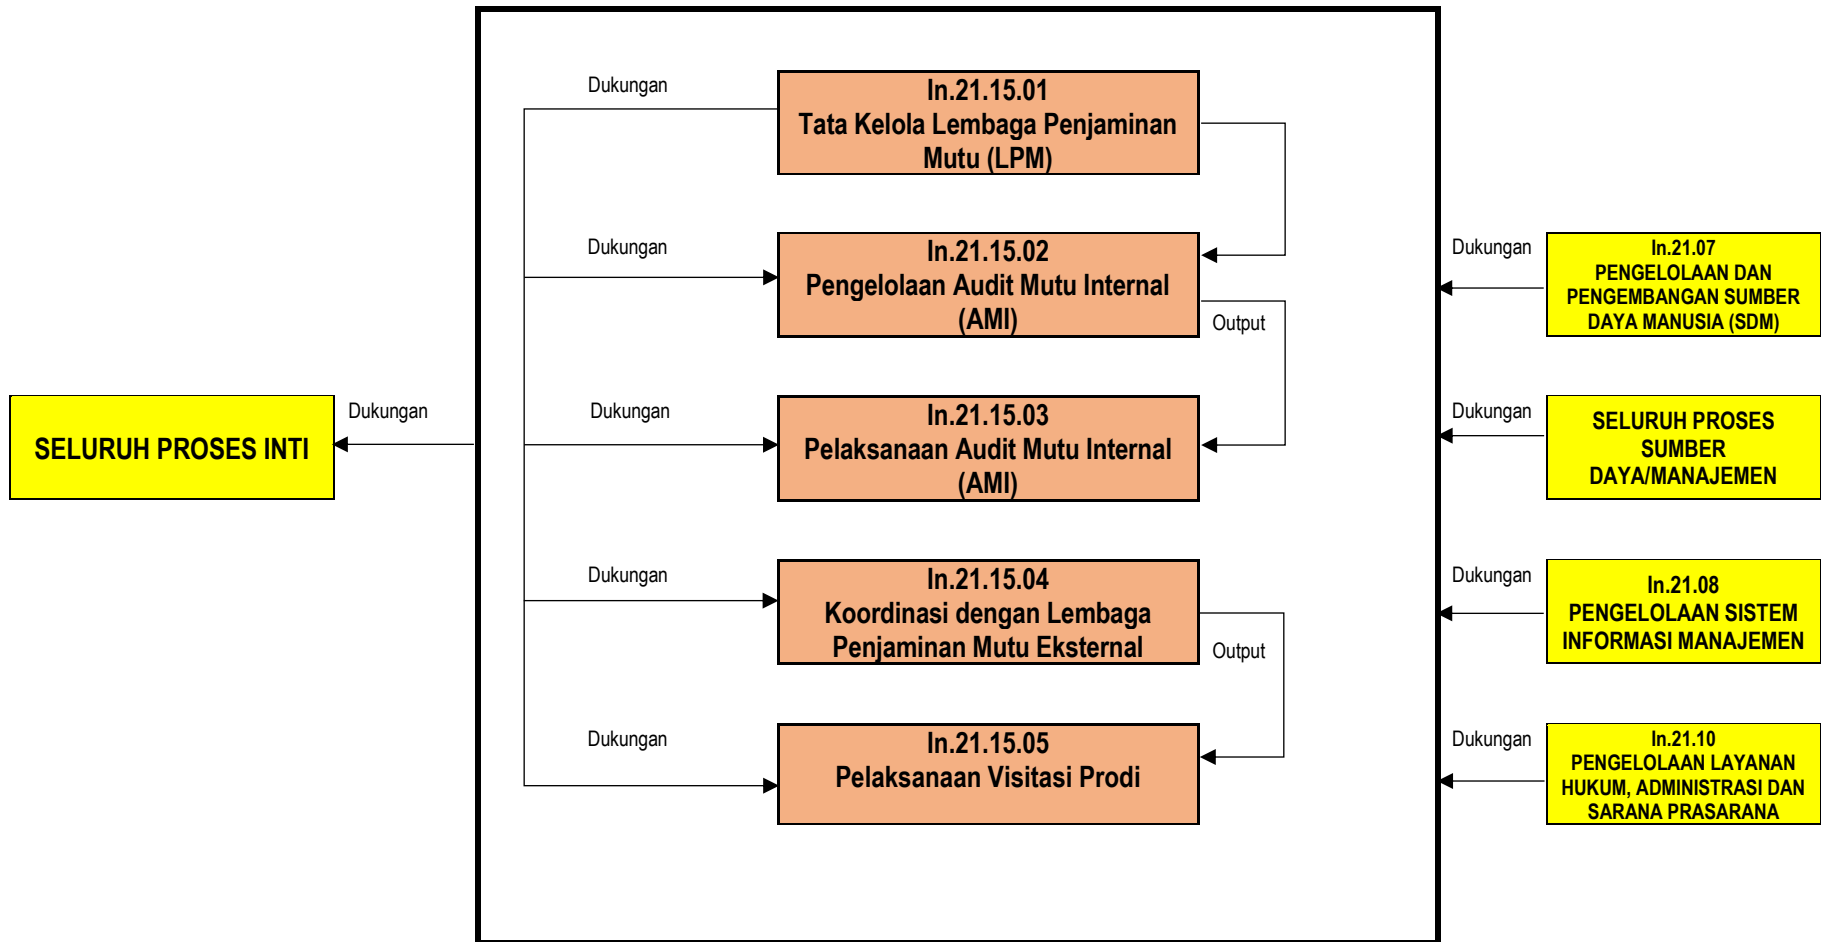 Dukungan
In.21.15.01
Tata Kelola Lembaga Penjaminan
Mutu (LPM)
Dukungan
In.21.15.02
Pengelolaan Audit Mutu Internal
(AMI)
Output
Dukungan
In.21.07
PENGELOLAAN DAN
PENGEMBANGAN SUMBER
DAYA MANUSIA (SDM)
SELURUH PROSES INTI
Dukungan
Dukungan
In.21.15.03
Pelaksanaan Audit Mutu Internal
(AMI)
Dukungan
SELURUH PROSES
SUMBER
DAYA/MANAJEMEN
Dukungan
In.21.15.04
Koordinasi dengan Lembaga
Penjaminan Mutu Eksternal
Output
Dukungan
In.21.08
PENGELOLAAN SISTEM
INFORMASI MANAJEMEN
Dukungan
In.21.15.05
Pelaksanaan Visitasi Prodi
Dukungan
In.21.10
PENGELOLAAN LAYANAN
HUKUM, ADMINISTRASI DAN
SARANA PRASARANA